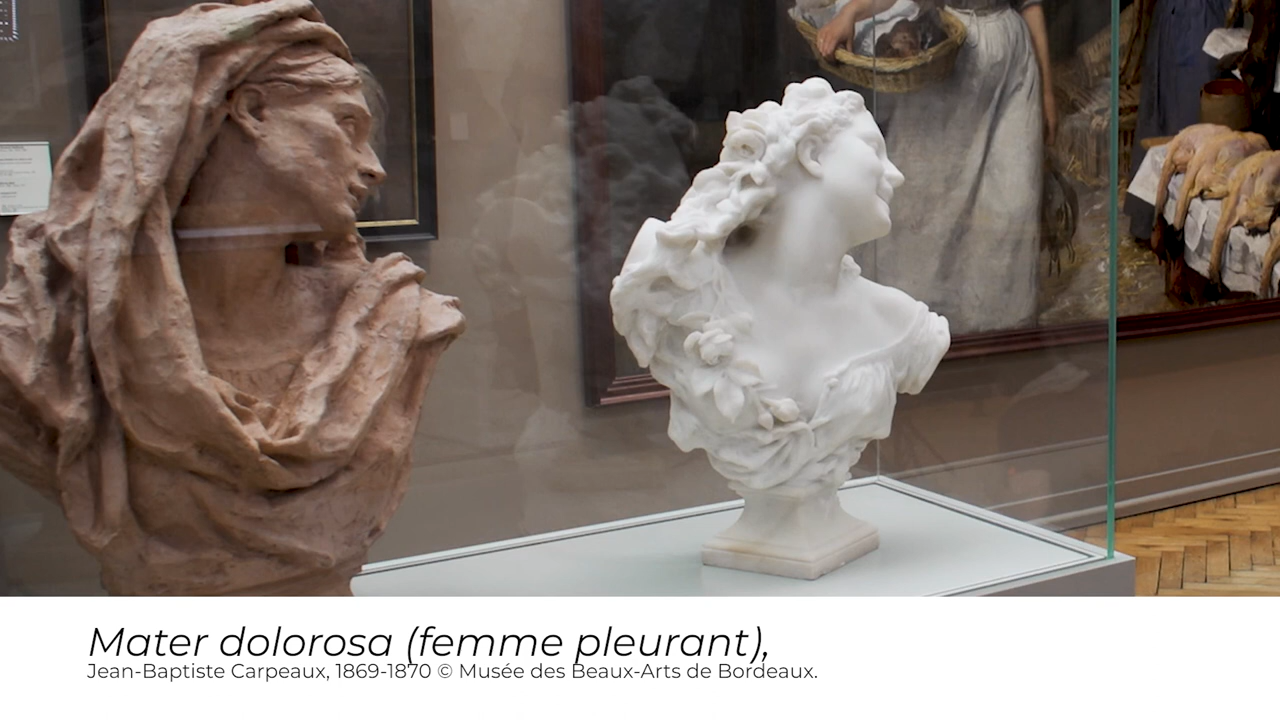 Mater dolorosa (femme pleurant),
Jean-Baptiste Carpeaux, 1869-1870 © Musée des Beaux-Arts de Bordeaux.